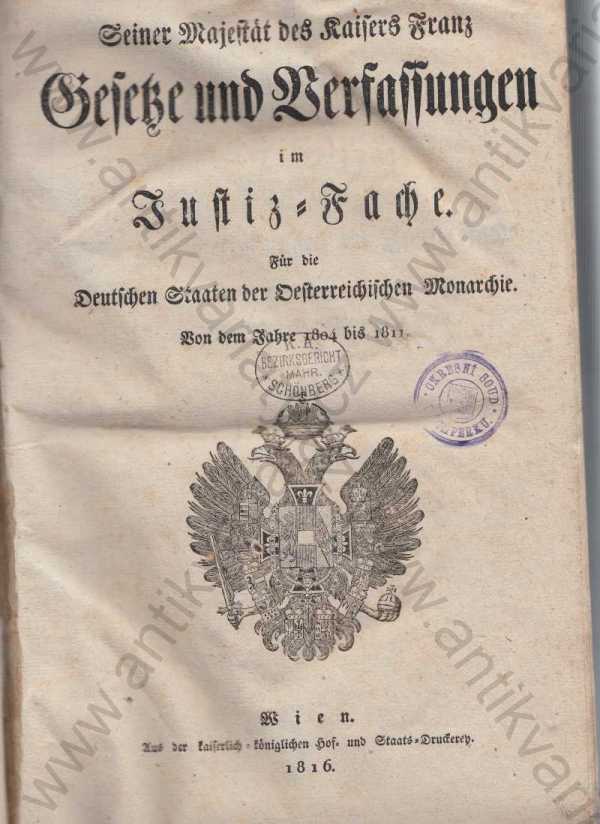 Seiner Majestät des Kaisers Franz
Gesetze und Verfassungen
im
Justiz-Fache.
Für die
Deutschen Staaten der Oesterreichischen Monarchie.
Von dem Jahre 1804 bis 1811.
K. K.
BEZIRKSGERICHT
MÄHR.
SCHÖNBERG
OKRESNÍ SOUD
Wien.
Aus der kaiserlich-königlichen Hof- und Staats-Druckerey.
1816.
www.antikvariat